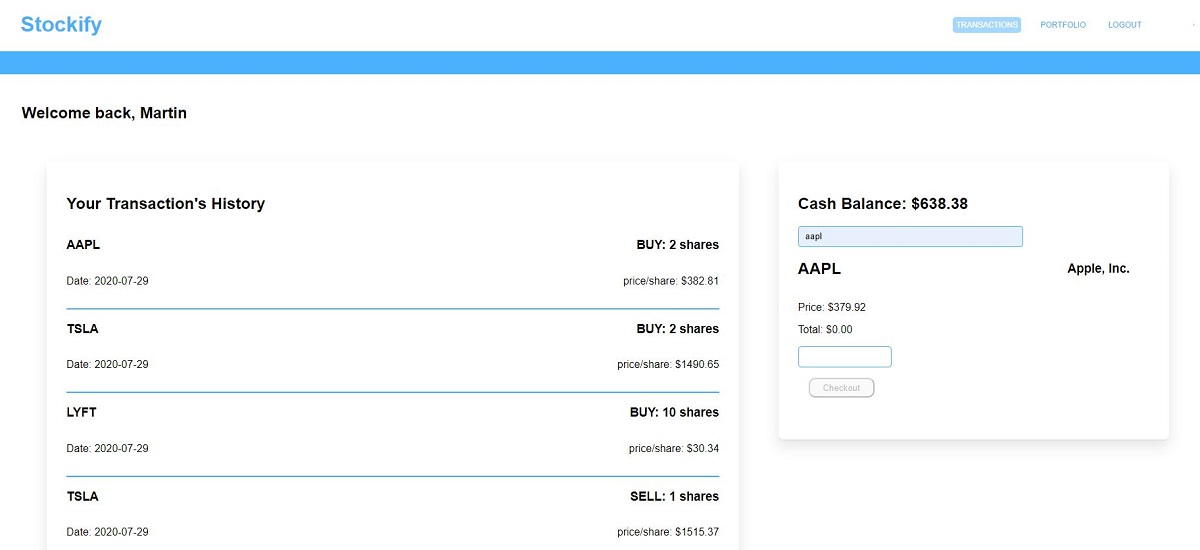 Stockify
TRANSACTIONS PORTFOLIO LOGOUT
Welcome back, Martin
Your Transaction's History
AAPL BUY: 2 shares
Date: 2020-07-29 price/share: $382.81
TSLA BUY: 2 shares
Date: 2020-07-29 price/share: $1490.65
LYFT BUY: 10 shares
Date: 2020-07-29 price/share: $30.34
TSLA SELL: 1 shares
Date: 2020-07-29 price/share: $1515.37
Cash Balance: $638.38
aapl
AAPL Apple, Inc.
Price: $379.92
Total: $0.00
Checkout